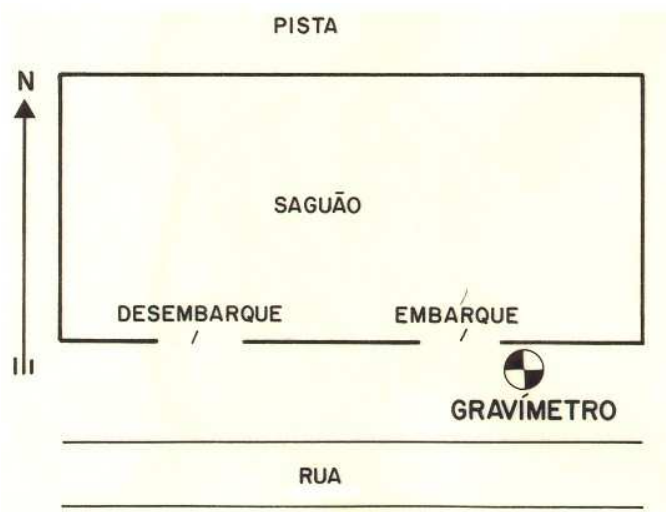 PISTA
N
SAGUÃO
DESEMBARQUE
EMBARQUE
GRAVÍMETRO
RUA